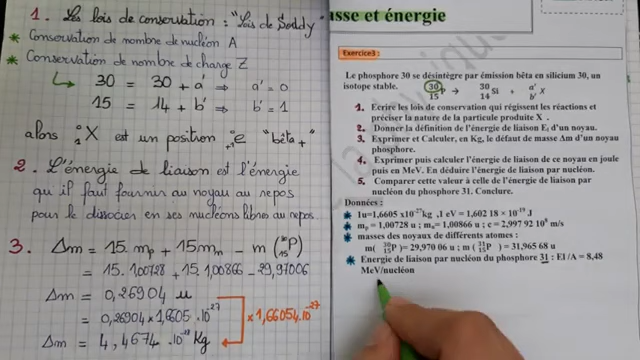 1. Les lois de conservation : "Lois de Soddy"
* Conservation de nombre de nucléon A
* Conservation de nombre de charge Z
↳ 30 = 30 + a' ⇒ a' = 0
15 = 14 + b' ⇒ b' = 1
alors ⁰₁X est un position ⁰₊₁e "bêta+"
2. L'énergie de liaison est l'énergie
qu'il faut fournir au noyau au repos
pour le dissocier en ses nucléons libres au repos.
3. Δm = 15 mp + 15 mn - m (³⁰₁₅P)
= 15. 1,00728 + 15. 1,00866 - 29,97006
Δm = 0,26904 u
= 0,26904 × 1,6605 .10⁻²⁷
× 1,66054.10⁻²⁷
Δm = 4,4674 .10⁻²⁸ Kg
asse et énergie
Exercice3 :
Le phosphore 30 se désintègre par émission bêta en silicium 30, un
isotope stable. ³⁰₁₅P → ³⁰₁₄Si + a'b' X
1. Ecrire les lois de conservation qui régissent les réactions et
préciser la nature de la particule produite X .
2. Donner la définition de l'énergie de liaison Eₗ d'un noyau.
3. Exprimer et Calculer, en Kg, le défaut de masse Δm d'un noyau
phosphore.
4. Exprimer puis calculer l'énergie de liaison de ce noyau en joule
puis en MeV. En déduire l'énergie de liaison par nucléon.
5. Comparer cette valeur à celle de l'énergie de liaison par
nucléon du phosphore 31. Conclure.
Données :
* 1u=1,6605 x10⁻²⁷kg ,1 eV = 1,602 18 × 10⁻¹⁹ J
* mₚ = 1,00728 u ; mₙ= 1,00866 u ; c = 2,997 92 10⁸ m/s
* masses des noyaux de différents atomes :
m( ³⁰₁₅P )= 29,970 06 u ; m ( ³¹₁₅P ) = 31,965 68 u
* Energie de liaison par nucléon du phosphore 31 : El /A = 8,48
MeV/nucléon